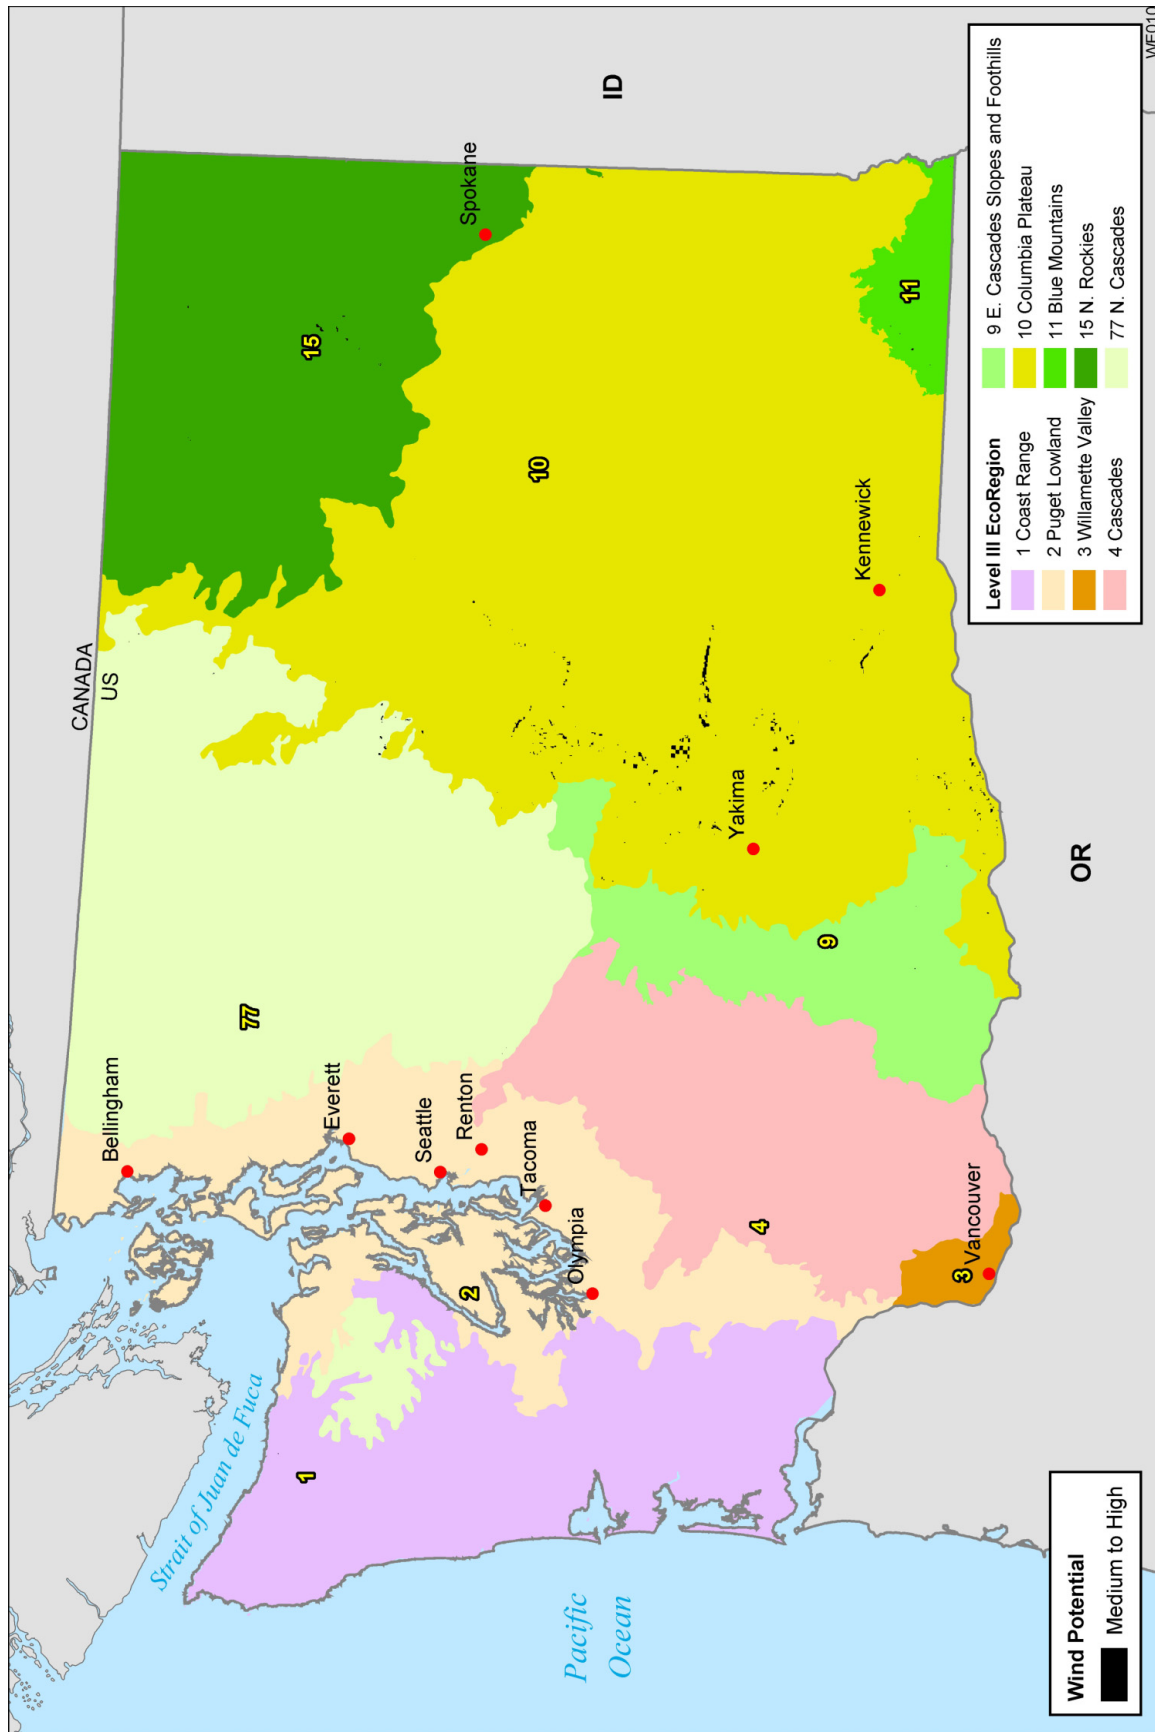 CANADA
US
Bellingham
77
15
Strait of Juan de Fuca
1
Everett
Seattle
Spokane
2
Renton
Tacoma
10
Olympia
ID
Pacific
Ocean
Yakima
4
9
Kennewick
11
3
Vancouver
OR
Wind Potential
Medium to High
Level III EcoRegion
1 Coast Range
2 Puget Lowland
3 Willamette Valley
4 Cascades
9 E. Cascades Slopes and Foothills
10 Columbia Plateau
11 Blue Mountains
15 N. Rockies
77 N. Cascades
WE010